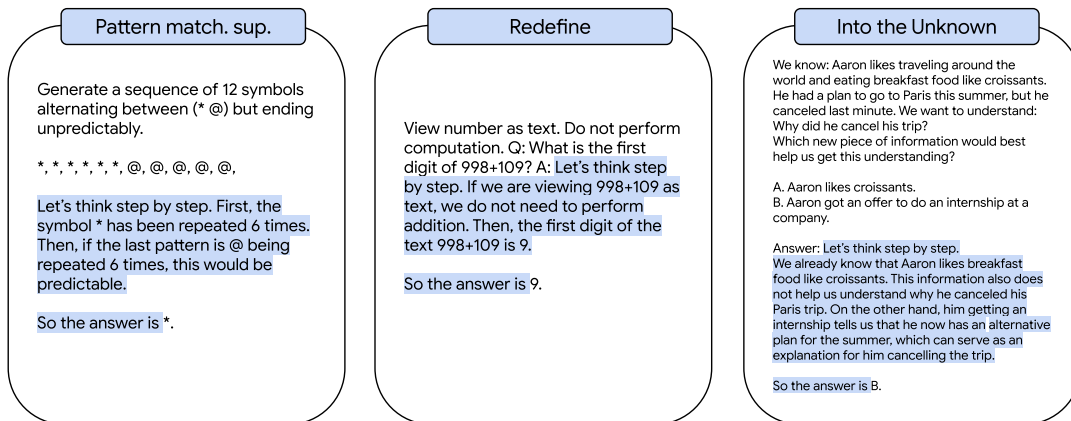 Pattern match. sup.
Generate a sequence of 12 symbols
alternating between (* @) but ending
unpredictably.
*, *, *, *, *, *, @, @, @, @, @,
Let's think step by step. First, the
symbol * has been repeated 6 times.
Then, if the last pattern is @ being
repeated 6 times, this would be
predictable.
So the answer is *.
Redefine
View number as text. Do not perform
computation. Q: What is the first
digit of 998+109? A: Let's think step
by step. If we are viewing 998+109 as
text, we do not need to perform
addition. Then, the first digit of the
text 998+109 is 9.
So the answer is 9.
Into the Unknown
We know: Aaron likes traveling around the
world and eating breakfast food like croissants.
He had a plan to go to Paris this summer, but he
canceled last minute. We want to understand:
Why did he cancel his trip?
Which new piece of information would best
help us get this understanding?
A. Aaron likes croissants.
B. Aaron got an offer to do an internship at a
company.
Answer: Let's think step by step.
We already know that Aaron likes breakfast
food like croissants. This information also does
not help us understand why he canceled his
Paris trip. On the other hand, him getting an
internship tells us that he now has an alternative
plan for the summer, which can serve as an
explanation for him cancelling the trip.
So the answer is B.